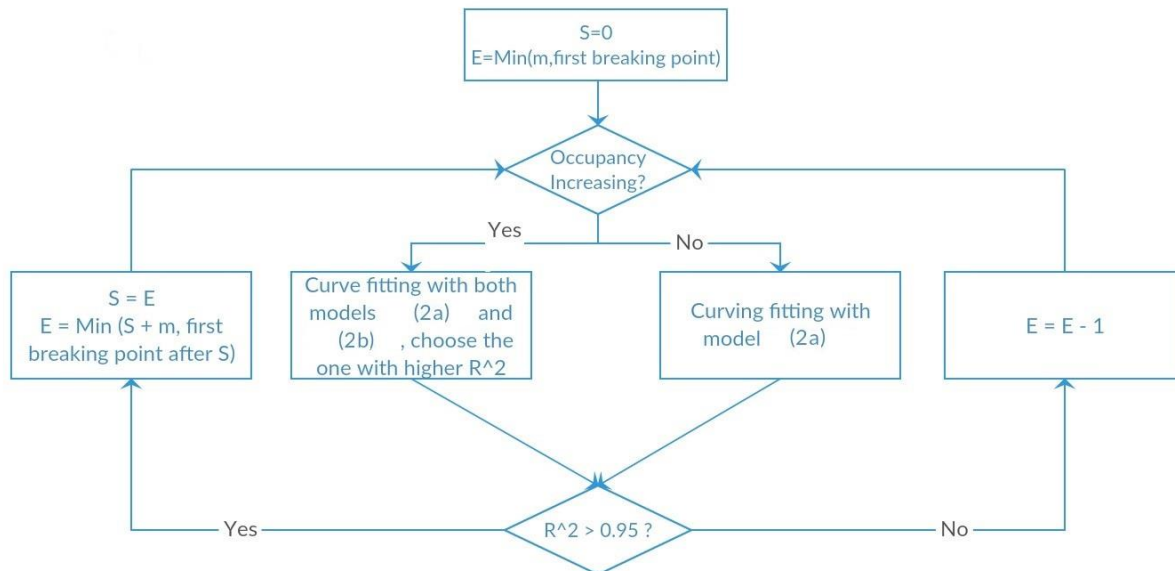 S=0
E=Min(m,first breaking point)
Occupancy
Increasing?
Yes
No
S = E
E = Min (S + m, first
breaking point after S)
Curve fitting with both
models (2a) and
(2b) , choose the
one with higher R^2
Curving fitting with
model (2a)
E = E - 1
Yes
R^2 > 0.95 ?
No